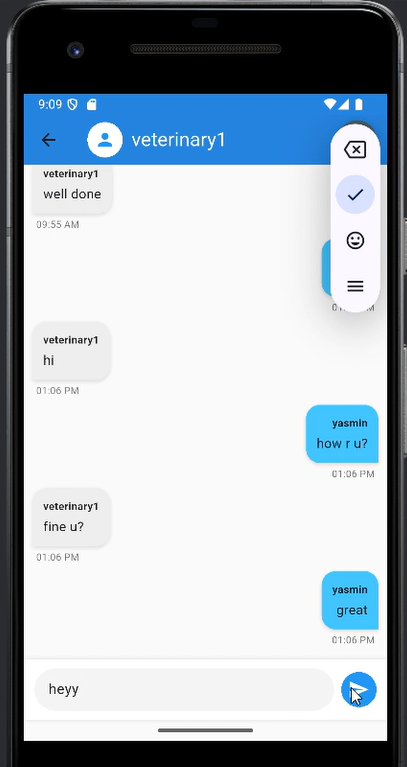 9:09
veterinary1
veterinary1
well done
09:55 AM
veterinary1
hi
01:06 PM
yasmin
how r u?
01:06 PM
veterinary1
fine u?
01:06 PM
yasmin
great
01:06 PM
heyy